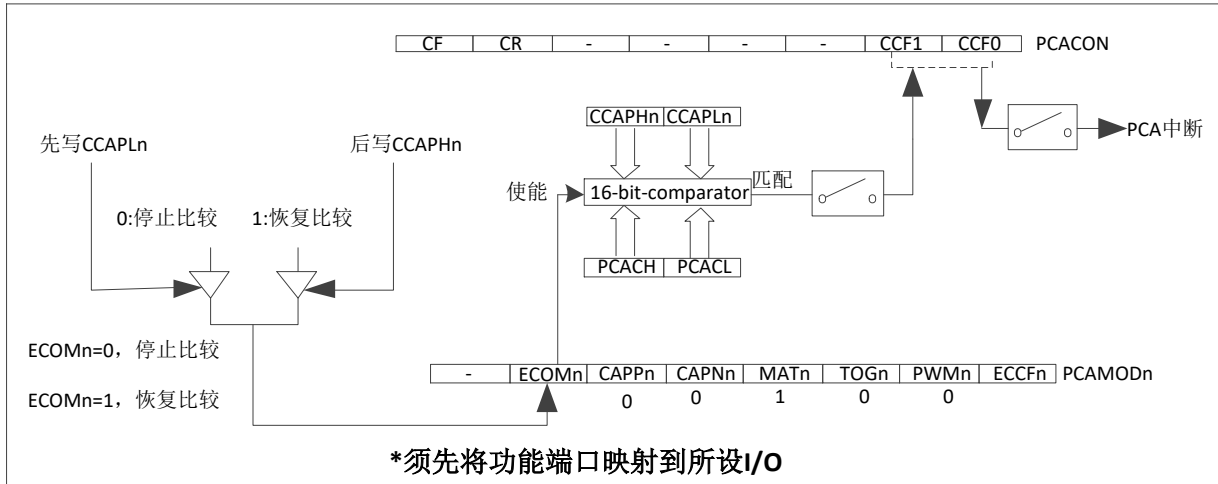 CF CR - - - - CCF1 CCF0 PCACON
CCAPHn CCAPLn
PCA中断
先写CCAPLn 后写CCAPHn
使能 16-bit-comparator 匹配
0:停止比较 1:恢复比较
PCACH PCACL
ECOMn=0，停止比较
- ECOMn CAPPn CAPNn MATn TOGn PWMn ECCFn PCAMODn
ECOMn=1，恢复比较
0 0 1 0 0
*须先将功能端口映射到所设I/O